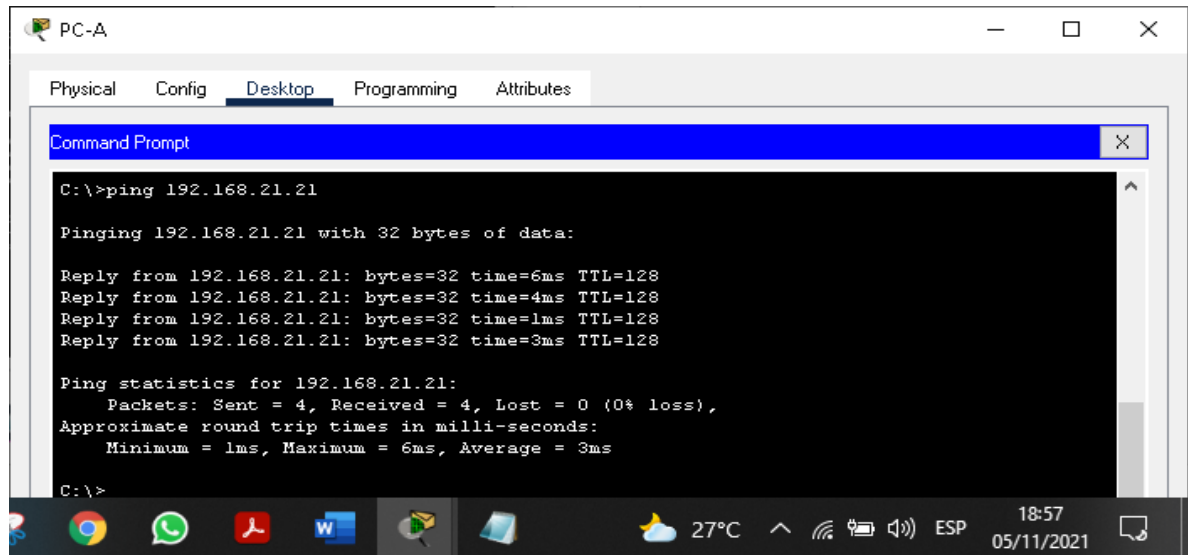 PC-A
Physical Config Desktop Programming Attributes
Command Prompt
X
C:\>ping 192.168.21.21
Pinging 192.168.21.21 with 32 bytes of data:
Reply from 192.168.21.21: bytes=32 time=6ms TTL=128
Reply from 192.168.21.21: bytes=32 time=4ms TTL=128
Reply from 192.168.21.21: bytes=32 time=1ms TTL=128
Reply from 192.168.21.21: bytes=32 time=3ms TTL=128
Ping statistics for 192.168.21.21:
Packets: Sent = 4, Received = 4, Lost = 0 (0% loss),
Approximate round trip times in milli-seconds:
Minimum = 1ms, Maximum = 6ms, Average = 3ms
C:\>
27°C ESP 18:57
05/11/2021